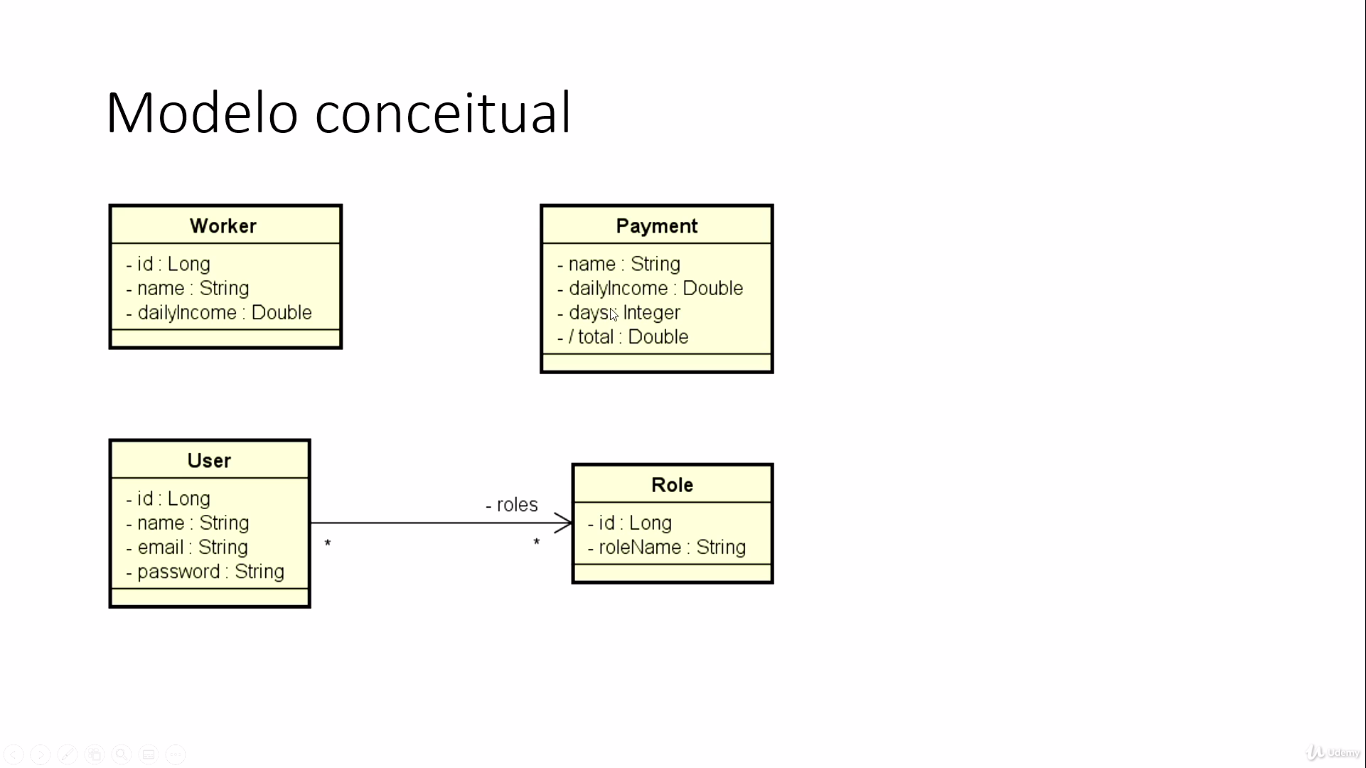 Modelo conceitual
Worker
- id : Long
- name : String
- dailyIncome : Double
Payment
- name : String
- dailyIncome : Double
- days : Integer
- / total : Double
User
- id : Long
- name : String
- email : String
- password : String
- roles
*
*
Role
- id : Long
- roleName : String
Udemy